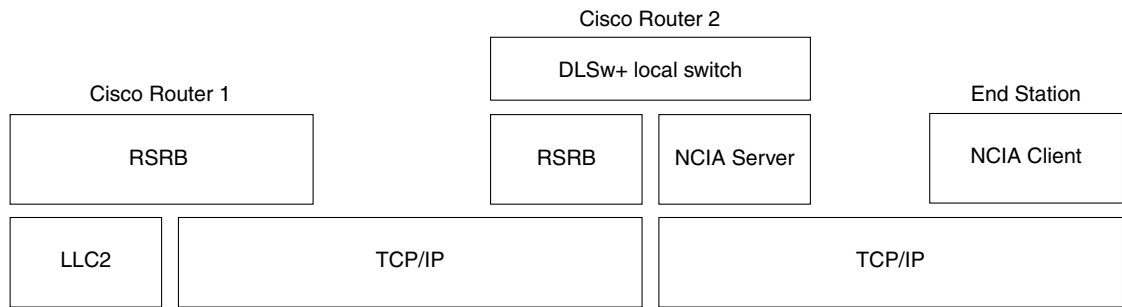 Cisco Router 2
DLSw+ local switch
Cisco Router 1
End Station
RSRB
RSRB
NCIA Server
NCIA Client
LLC2
TCP/IP
TCP/IP